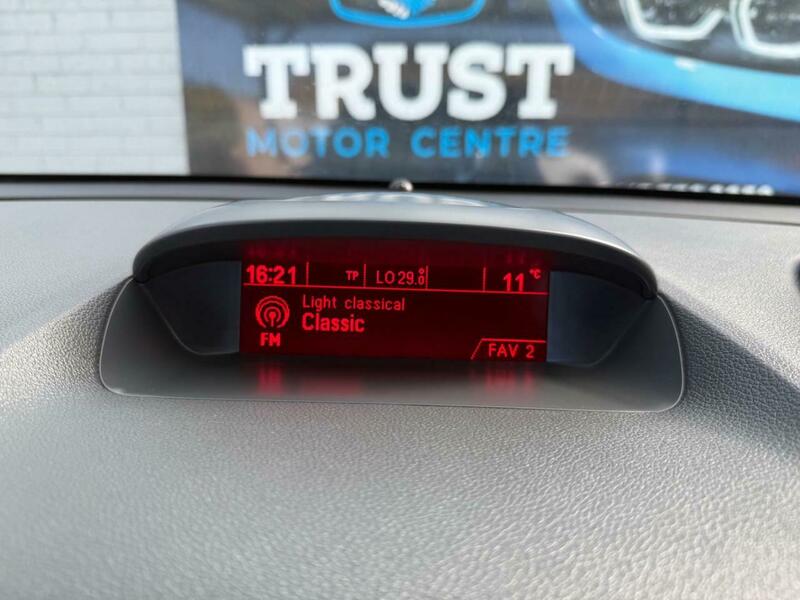 TRUST
MOTOR CENTRE
16:21 TP LO 29.0° 11 °C
Light classical
Classic
FM
FAV 2